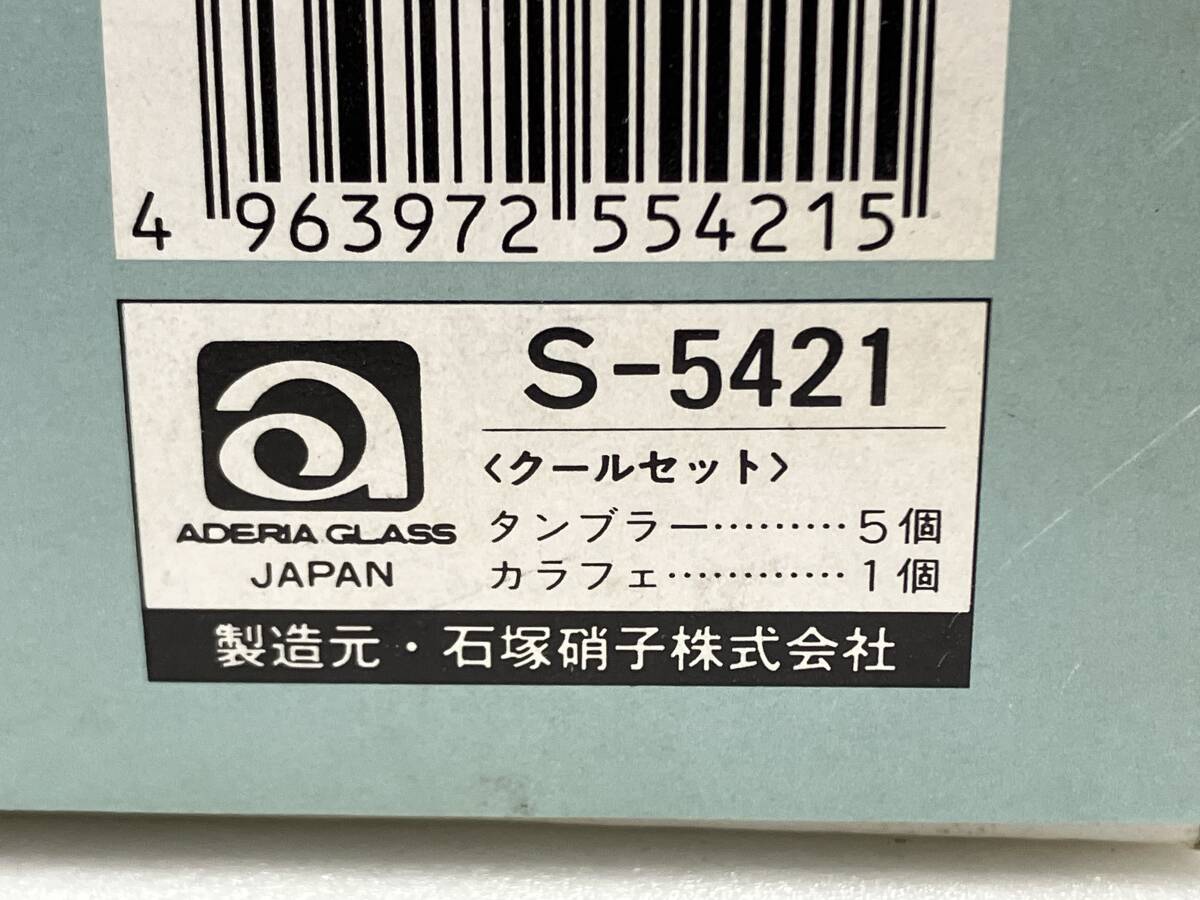 4 963972 554215
S-5421
〈クールセット〉
タンブラー………5個
カラフェ…………1個
ADERIA GLASS
JAPAN
製造元・石塚硝子株式会社